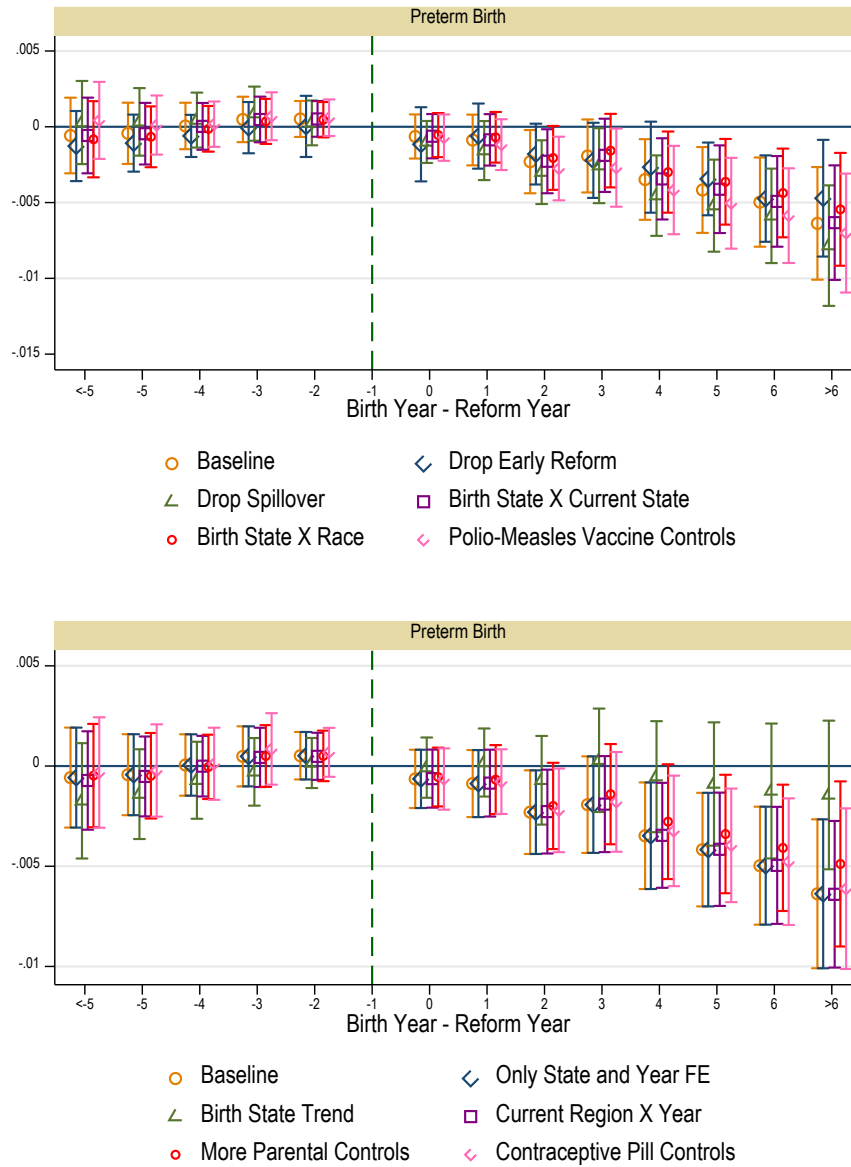 Preterm Birth
.005
0
-.005
-.01
-.015
<-5 -5 -4 -3 -2 -1 0 1 2 3 4 5 6 >6
Birth Year - Reform Year
Baseline Drop Early Reform
Drop Spillover Birth State X Current State
Birth State X Race Polio-Measles Vaccine Controls
Preterm Birth
.005
0
-.005
-.01
<-5 -5 -4 -3 -2 -1 0 1 2 3 4 5 6 >6
Birth Year - Reform Year
Baseline Only State and Year FE
Birth State Trend Current Region X Year
More Parental Controls Contraceptive Pill Controls